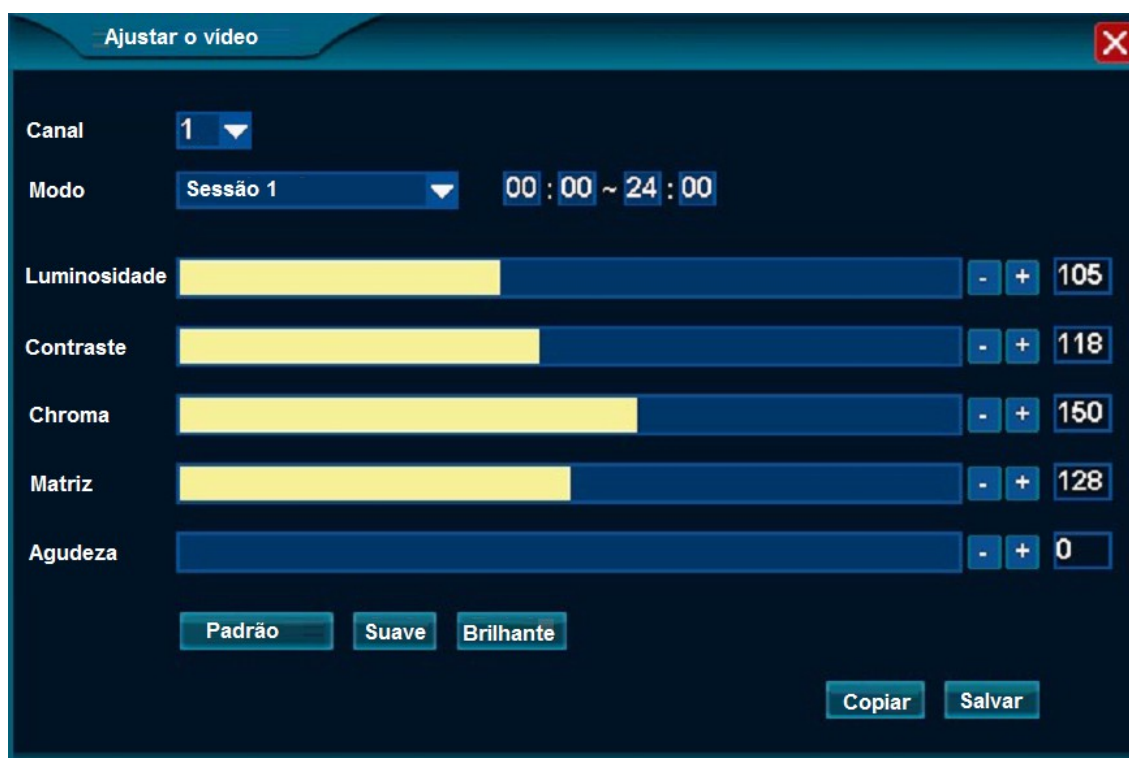 Ajustar o vídeo
Canal 1
Modo Sessão 1 00 : 00 ~ 24 : 00
Luminosidade - + 105
Contraste - + 118
Chroma - + 150
Matriz - + 128
Agudeza - + 0
Padrão Suave Brilhante
Copiar Salvar